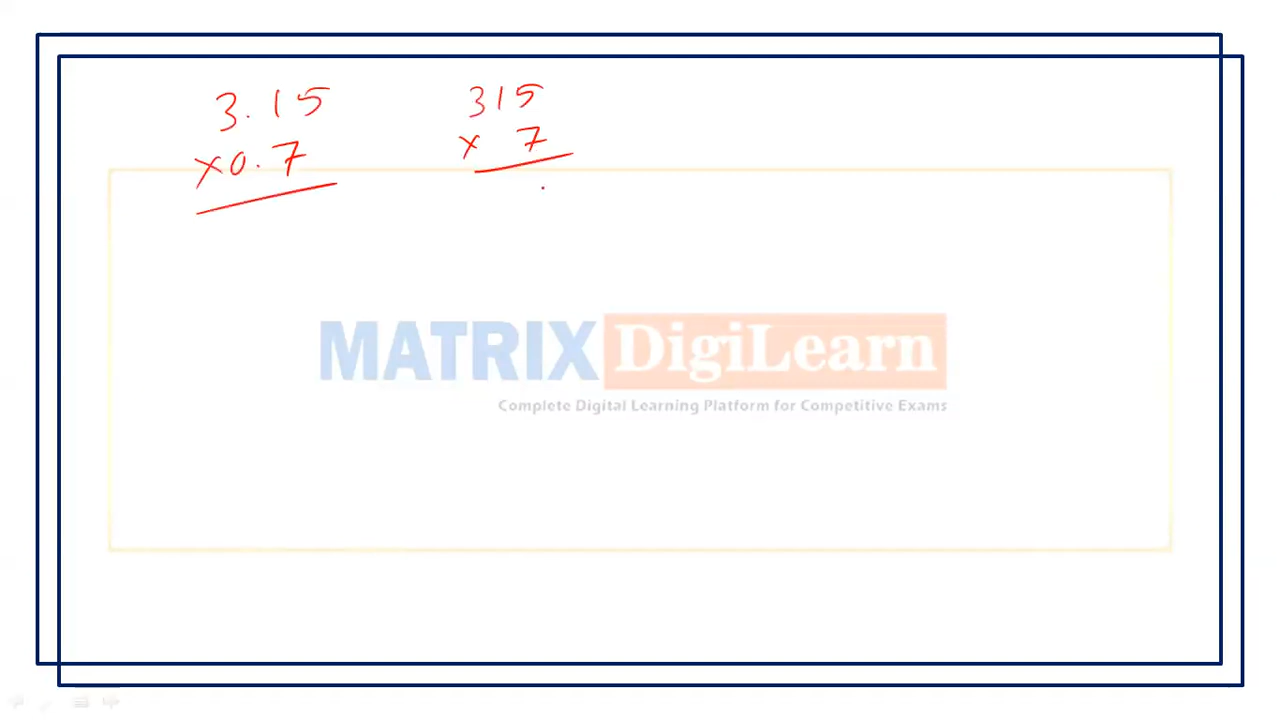 3.15
×0.7
315
× 7
MATRIX DigiLearn
Complete Digital Learning Platform for Competitive Exams